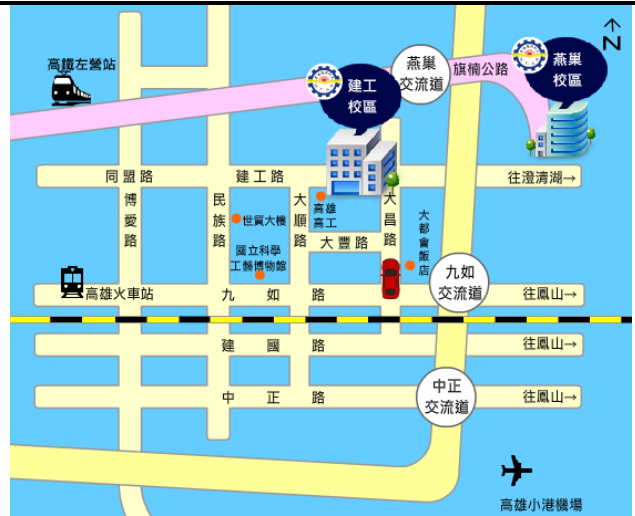 N
高鐵左營站
燕巢
交流道
旗楠公路
燕巢
校區
建工
校區
同盟路
建工路
往澄清湖→
博愛路
民族路
大順路
高雄
高工
大昌路
世貿大樓
大都會飯店
大豐路
國立科學
工藝博物館
高雄火車站
九如路
九如
交流道
往鳳山→
建國路
往鳳山→
中正路
中正
交流道
往鳳山→
高雄小港機場